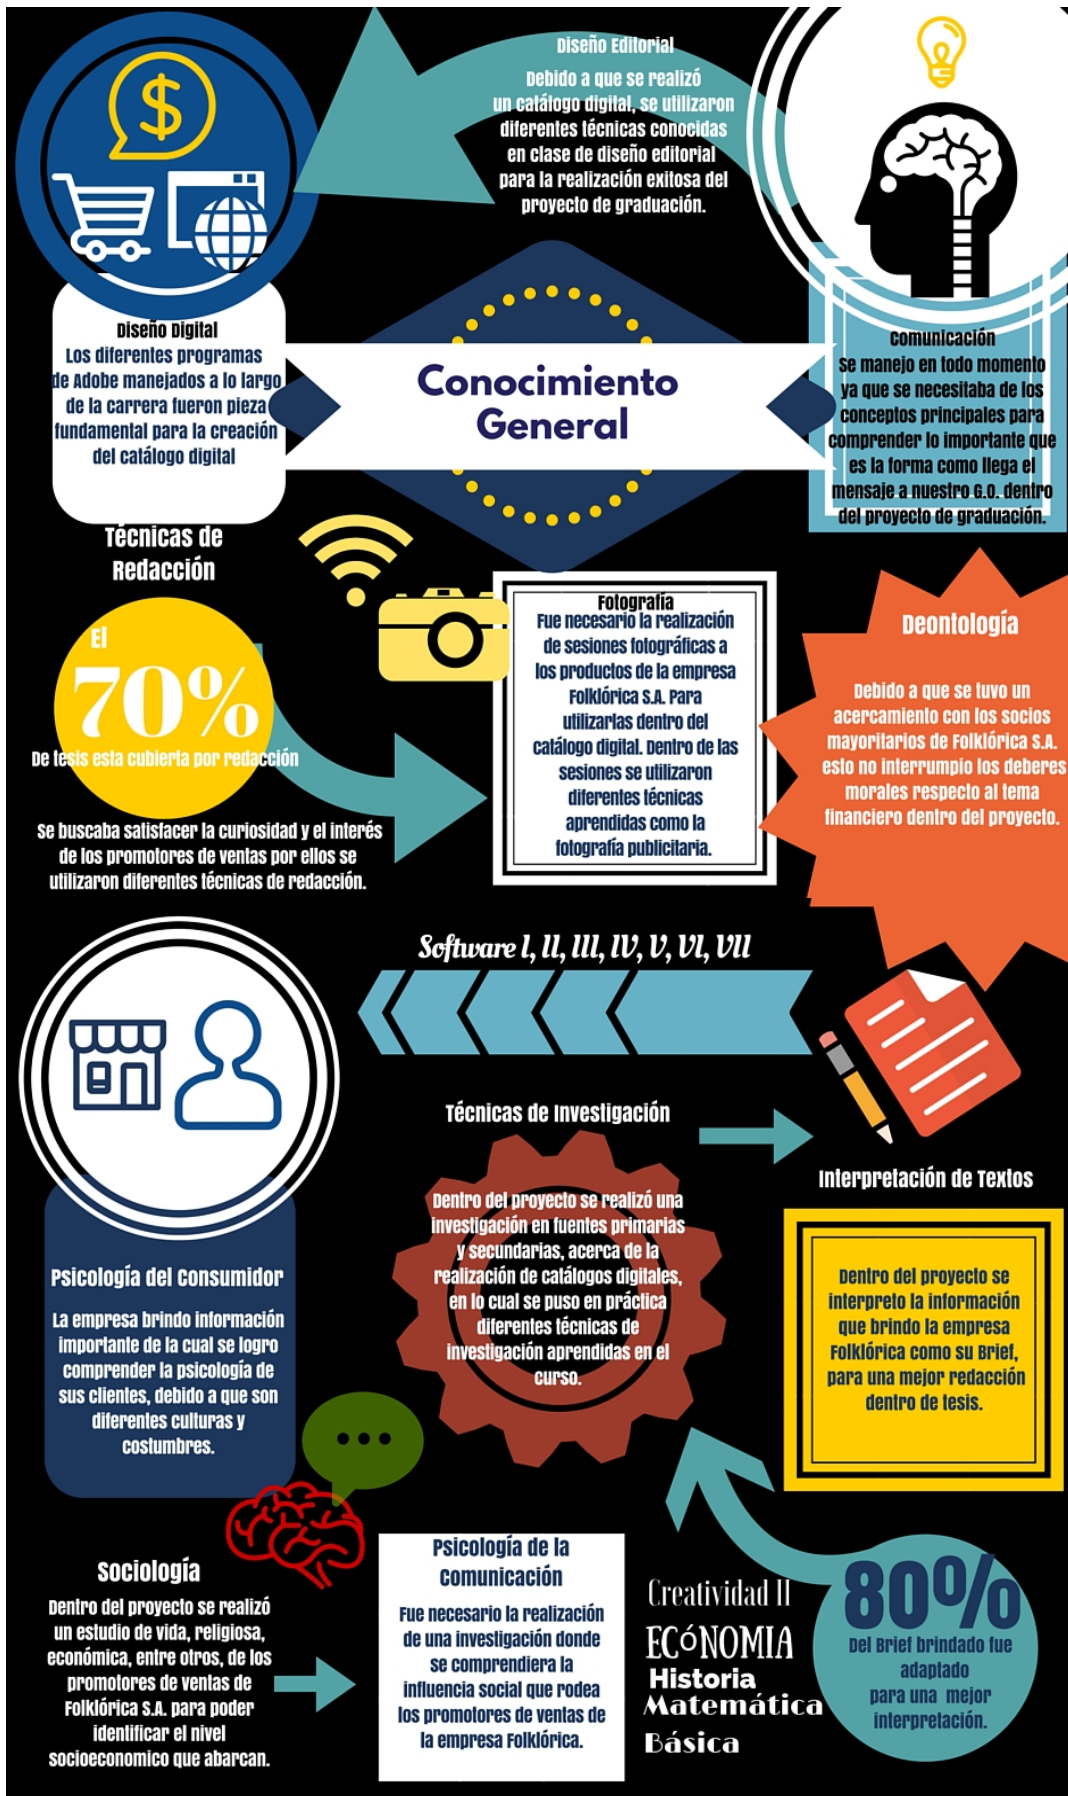 Diseño Editorial
Debido a que se realizó
un catálogo digital, se utilizaron
diferentes técnicas conocidas
en clase de diseño editorial
para la realización exitosa del
proyecto de graduación.
Diseño Digital
Los diferentes programas
de Adobe manejados a lo largo
de la carrera fueron pieza
fundamental para la creación
del catálogo digital
Conocimiento
General
Comunicación
Se manejo en todo momento
ya que se necesitaba de los
conceptos principales para
comprender lo importante que
es la forma como llega el
mensaje a nuestro G.O. dentro
del proyecto de graduación.
Técnicas de
Redacción
El
70%
De tesis esta cubierta por redacción
Se buscaba satisfacer la curiosidad y el interés
de los promotores de ventas por ellos se
utilizaron diferentes técnicas de redacción.
Fotografía
Fue necesario la realización
de sesiones fotográficas a
los productos de la empresa
Folklórica S.A. Para
utilizarlas dentro del
catálogo digital. Dentro de las
sesiones se utilizaron
diferentes técnicas
aprendidas como la
fotografía publicitaria.
Deontología
Debido a que se tuvo un
acercamiento con los socios
mayoritarios de Folklórica S.A.
esto no interrumpio los deberes
morales respecto al tema
financiero dentro del proyecto.
Software I, II, III, IV, V, VI, VII
Psicología del Consumidor
La empresa brindo información
importante de la cual se logro
comprender la psicología de
sus clientes, debido a que son
diferentes culturas y
costumbres.
Técnicas de Investigación
Dentro del proyecto se realizó una
investigación en fuentes primarias
y secundarias, acerca de la
realización de catálogos digitales,
en lo cual se puso en práctica
diferentes técnicas de
investigación aprendidas en el
curso.
Interpretación de Textos
Dentro del proyecto se
interpreto la información
que brindo la empresa
Folklórica como su Brief,
para una mejor redacción
dentro de tesis.
Sociología
Dentro del proyecto se realizó
un estudio de vida, religiosa,
económica, entre otros, de los
promotores de ventas de
Folklórica S.A. para poder
identificar el nivel
socioeconomico que abarcan.
Psicología de la
Comunicación
Fue necesario la realización
de una investigación donde
se comprendiera la
influencia social que rodea
los promotores de ventas de
la empresa Folklórica.
Creatividad II
ECóNOMIA
Historia
Matemática
Básica
80%
Del Brief brindado fue
adaptado
para una mejor
interpretación.